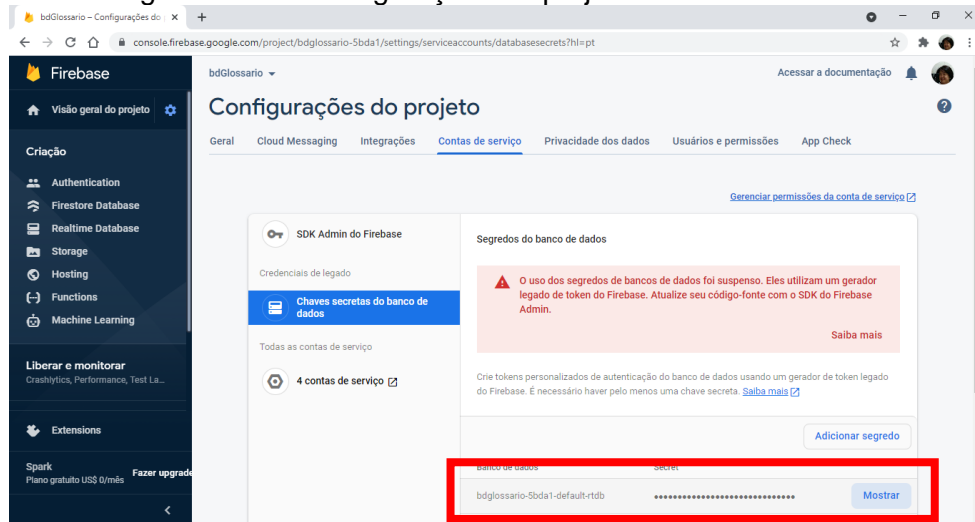 bdGlossario – Configurações do
console.firebase.google.com/project/bdglossario-5bda1/settings/serviceaccounts/databasesecrets?hl=pt
Firebase
bdGlossario
Acessar a documentação
Visão geral do projeto
Configurações do projeto
Geral Cloud Messaging Integrações Contas de serviço Privacidade dos dados Usuários e permissões App Check
Criação
Authentication
Firestore Database
Realtime Database
Storage
Hosting
Functions
Machine Learning
Liberar e monitorar
Crashlytics, Performance, Test La...
Extensions
Spark
Plano gratuito US$ 0/mês
Fazer upgrade
Gerenciar permissões da conta de serviço
SDK Admin do Firebase
Credenciais de legado
Chaves secretas do banco de
dados
Todas as contas de serviço
4 contas de serviço
Segredos do banco de dados
O uso dos segredos de bancos de dados foi suspenso. Eles utilizam um gerador
legado de token do Firebase. Atualize seu código-fonte com o SDK do Firebase
Admin.
Saiba mais
Crie tokens personalizados de autenticação do banco de dados usando um gerador de token legado
do Firebase. É necessário haver pelo menos uma chave secreta. Saiba mais
Adicionar segredo
Banco de dados Secret
bdglossario-5bda1-default-rtdb •••••••••••••••••••••••••••••• Mostrar